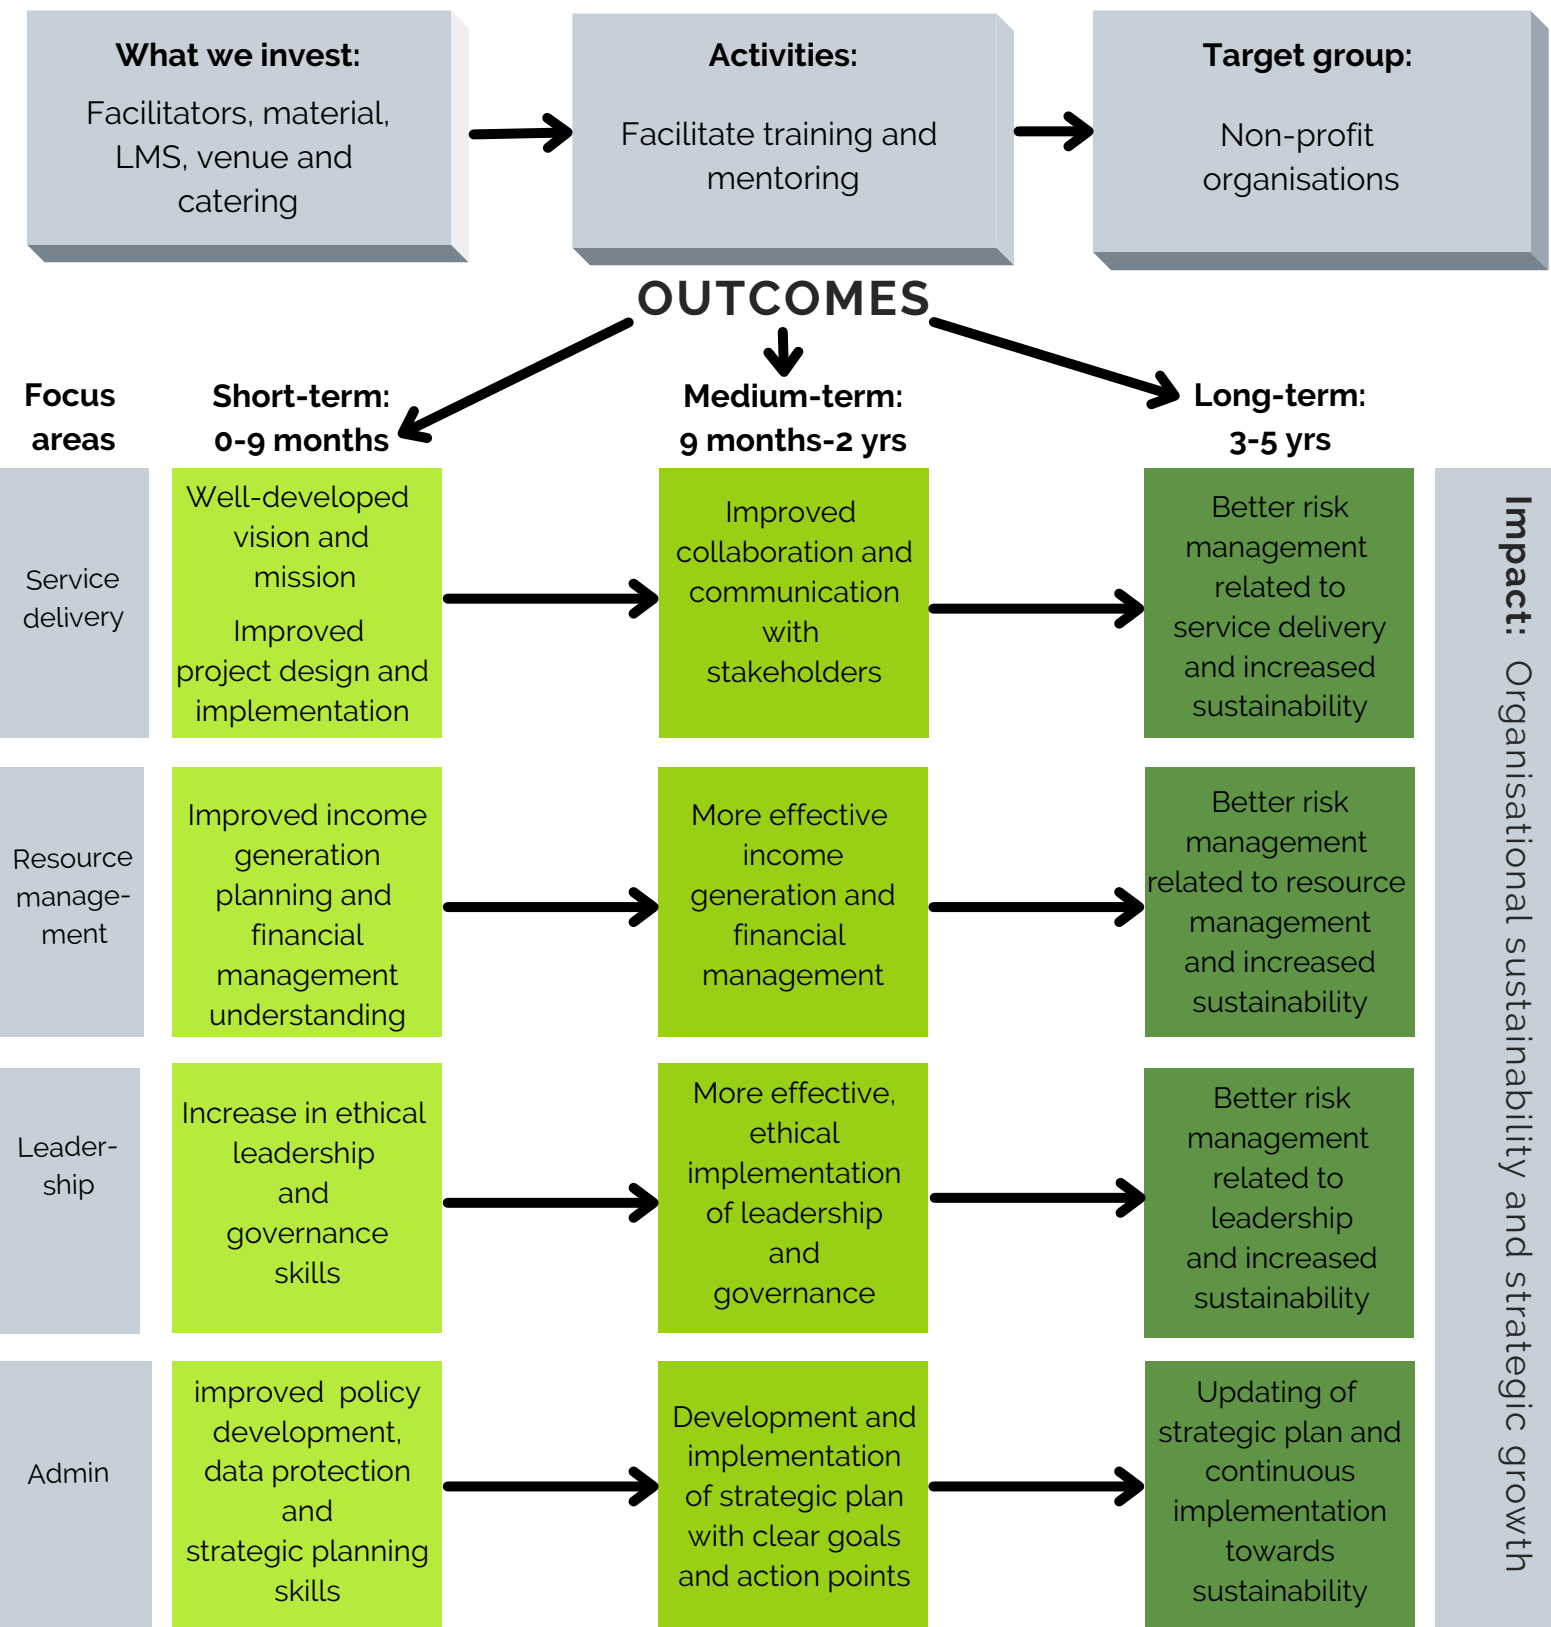 What we invest:
Facilitators, material,
LMS, venue and
catering
Activities:
Facilitate training and
mentoring
Target group:
Non-profit
organisations
OUTCOMES
Focus
areas
Short-term:
0-9 months
Medium-term:
9 months-2 yrs
Long-term:
3-5 yrs
Service
delivery
Well-developed
vision and
mission
Improved
project design and
implementation
Improved
collaboration and
communication
with
stakeholders
Better risk
management
related to
service delivery
and increased
sustainability
Resource
manage-
ment
Improved income
generation
planning and
financial
management
understanding
More effective
income
generation and
financial
management
Better risk
management
related to resource
management
and increased
sustainability
Leader-
ship
Increase in ethical
leadership
and
governance
skills
More effective,
ethical
implementation
of leadership
and
governance
Better risk
management
related to
leadership
and increased
sustainability
Admin
improved  policy
development,
data protection
and
strategic planning
skills
Development and
implementation
of strategic plan
with clear goals
and action points
Updating of
strategic plan and
continuous
implementation
towards
sustainability
Impact: Organisational sustainability and strategic growth